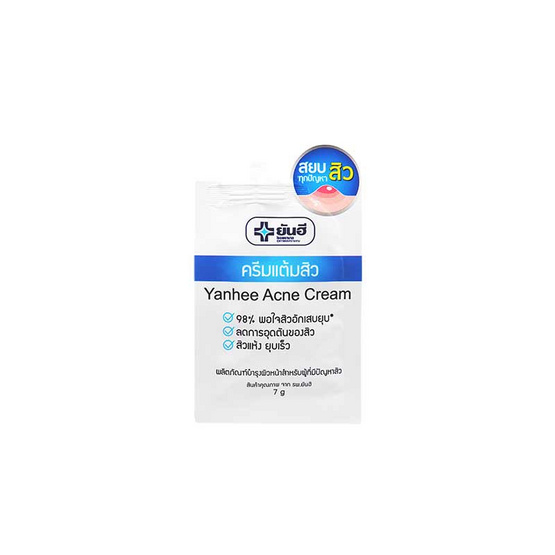 สยบ
ทุกปัญหา
สิว
ยันฮี
ครีมแต้มสิว
Yanhee Acne Cream
98% พอใจสิวอักเสบยุบ*
ลดการอุดตันของสิว
สิวแห้ง ยุบเร็ว
ผลิตภัณฑ์บำรุงผิวหน้าสำหรับผู้ที่มีปัญหาสิว
สินค้าคุณภาพ จาก รพ.ยันฮี
7 g